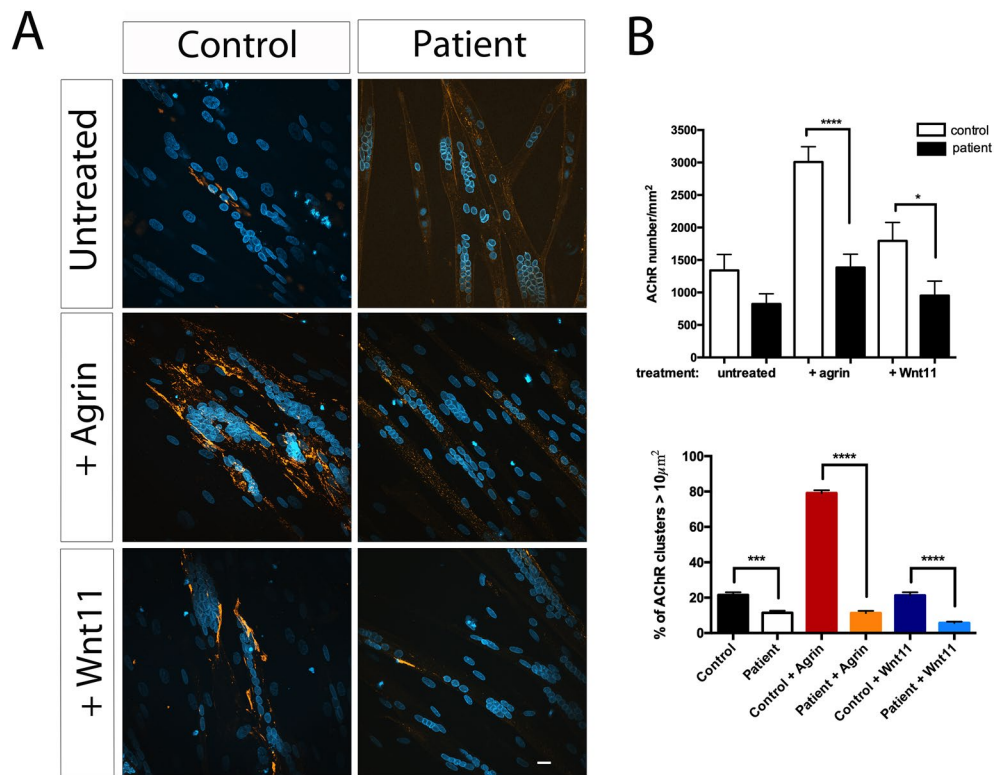 A
Control
Patient
Untreated
+ Agrin
+ Wnt11
B
control
patient
AChR number/mm²
3500
3000
2500
2000
1500
1000
500
0
****
*
treatment:
untreated
+ agrin
+ Wnt11
% of AChR clusters > 10μm²
100
80
60
40
20
0
***
****
****
Control
Patient
Control + Agrin
Patient + Agrin
Control + Wnt11
Patient + Wnt11